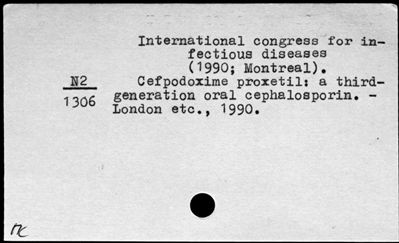 International congress for in-
fectious diseases
(1990; Montreal).
N2
1306
Cefpodoxime proxetil: a third-
generation oral cephalosporin. -
London etc., 1990.